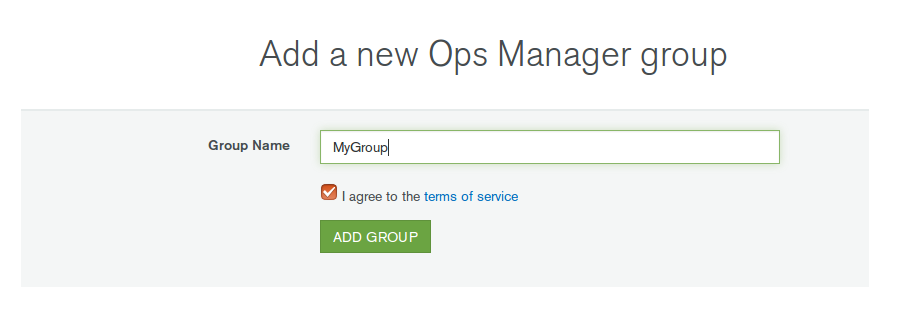 Add a new Ops Manager group
Group Name MyGroup
I agree to the terms of service
ADD GROUP